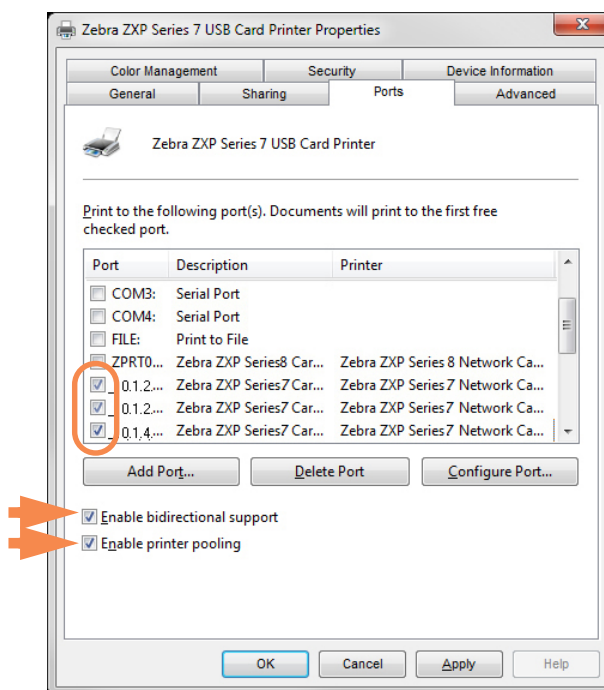 Zebra ZXP Series 7 USB Card Printer Properties
Color Management Security Device Information
General Sharing Ports Advanced
Zebra ZXP Series 7 USB Card Printer
Print to the following port(s). Documents will print to the first free
checked port.
Port Description Printer
COM3: Serial Port
COM4: Serial Port
FILE: Print to File
ZPRT0... Zebra ZXP Series8 Car... Zebra ZXP Series 8 Network Ca...
_0.1.2... Zebra ZXP Series7 Car... Zebra ZXP Series7 Network Ca...
_0.1.2... Zebra ZXP Series7 Car... Zebra ZXP Series7 Network Ca...
_0.1.4... Zebra ZXP Series7 Car... Zebra ZXP Series7 Network Ca...
Add Port... Delete Port Configure Port...
Enable bidirectional support
Enable printer pooling
OK Cancel Apply Help